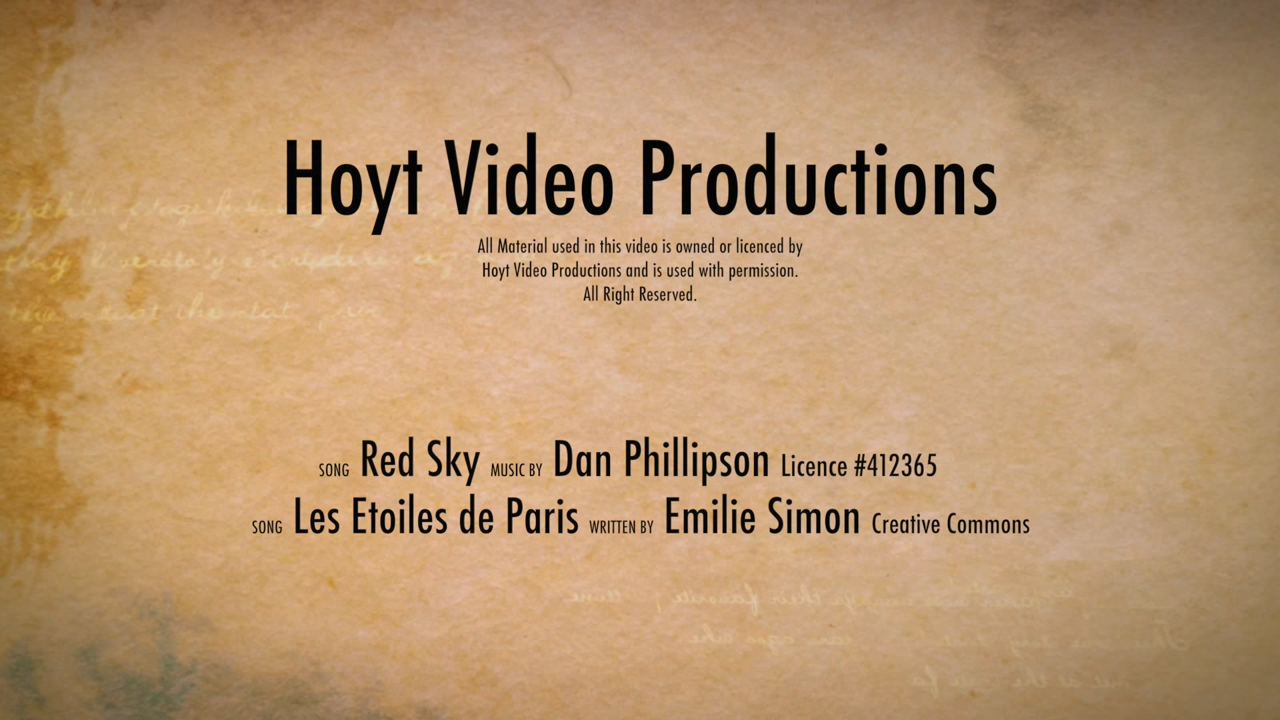 Hoyt Video Productions
All Material used in this video is owned or licenced by
Hoyt Video Productions and is used with permission.
All Right Reserved.
SONG Red Sky MUSIC BY Dan Phillipson Licence #412365
SONG Les Etoiles de Paris WRITTEN BY Emilie Simon Creative Commons